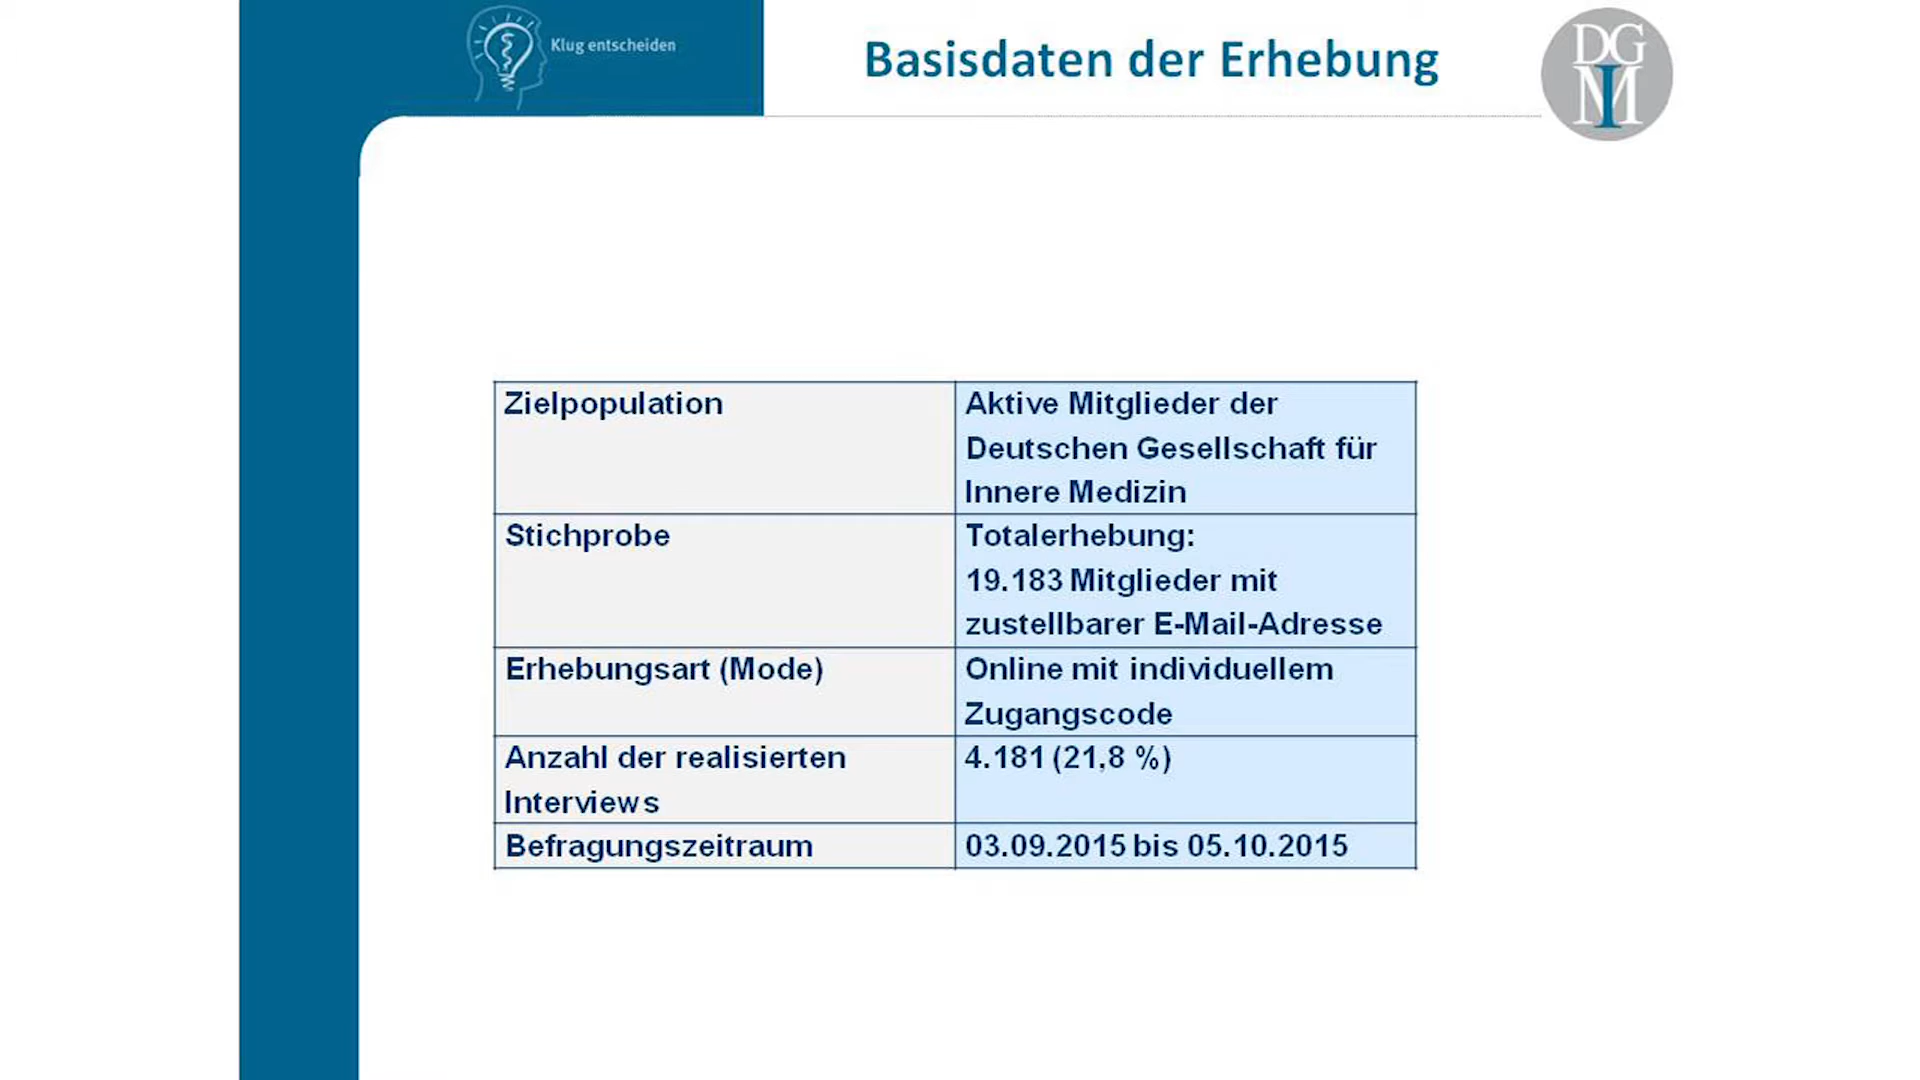 Klug entscheiden
Basisdaten der Erhebung
DG
IM
Zielpopulation
Aktive Mitglieder der
Deutschen Gesellschaft für
Innere Medizin
Stichprobe
Totalerhebung:
19.183 Mitglieder mit
zustellbarer E-Mail-Adresse
Erhebungsart (Mode)
Online mit individuellem
Zugangscode
Anzahl der realisierten
Interviews
4.181 (21,8 %)
Befragungszeitraum
03.09.2015 bis 05.10.2015